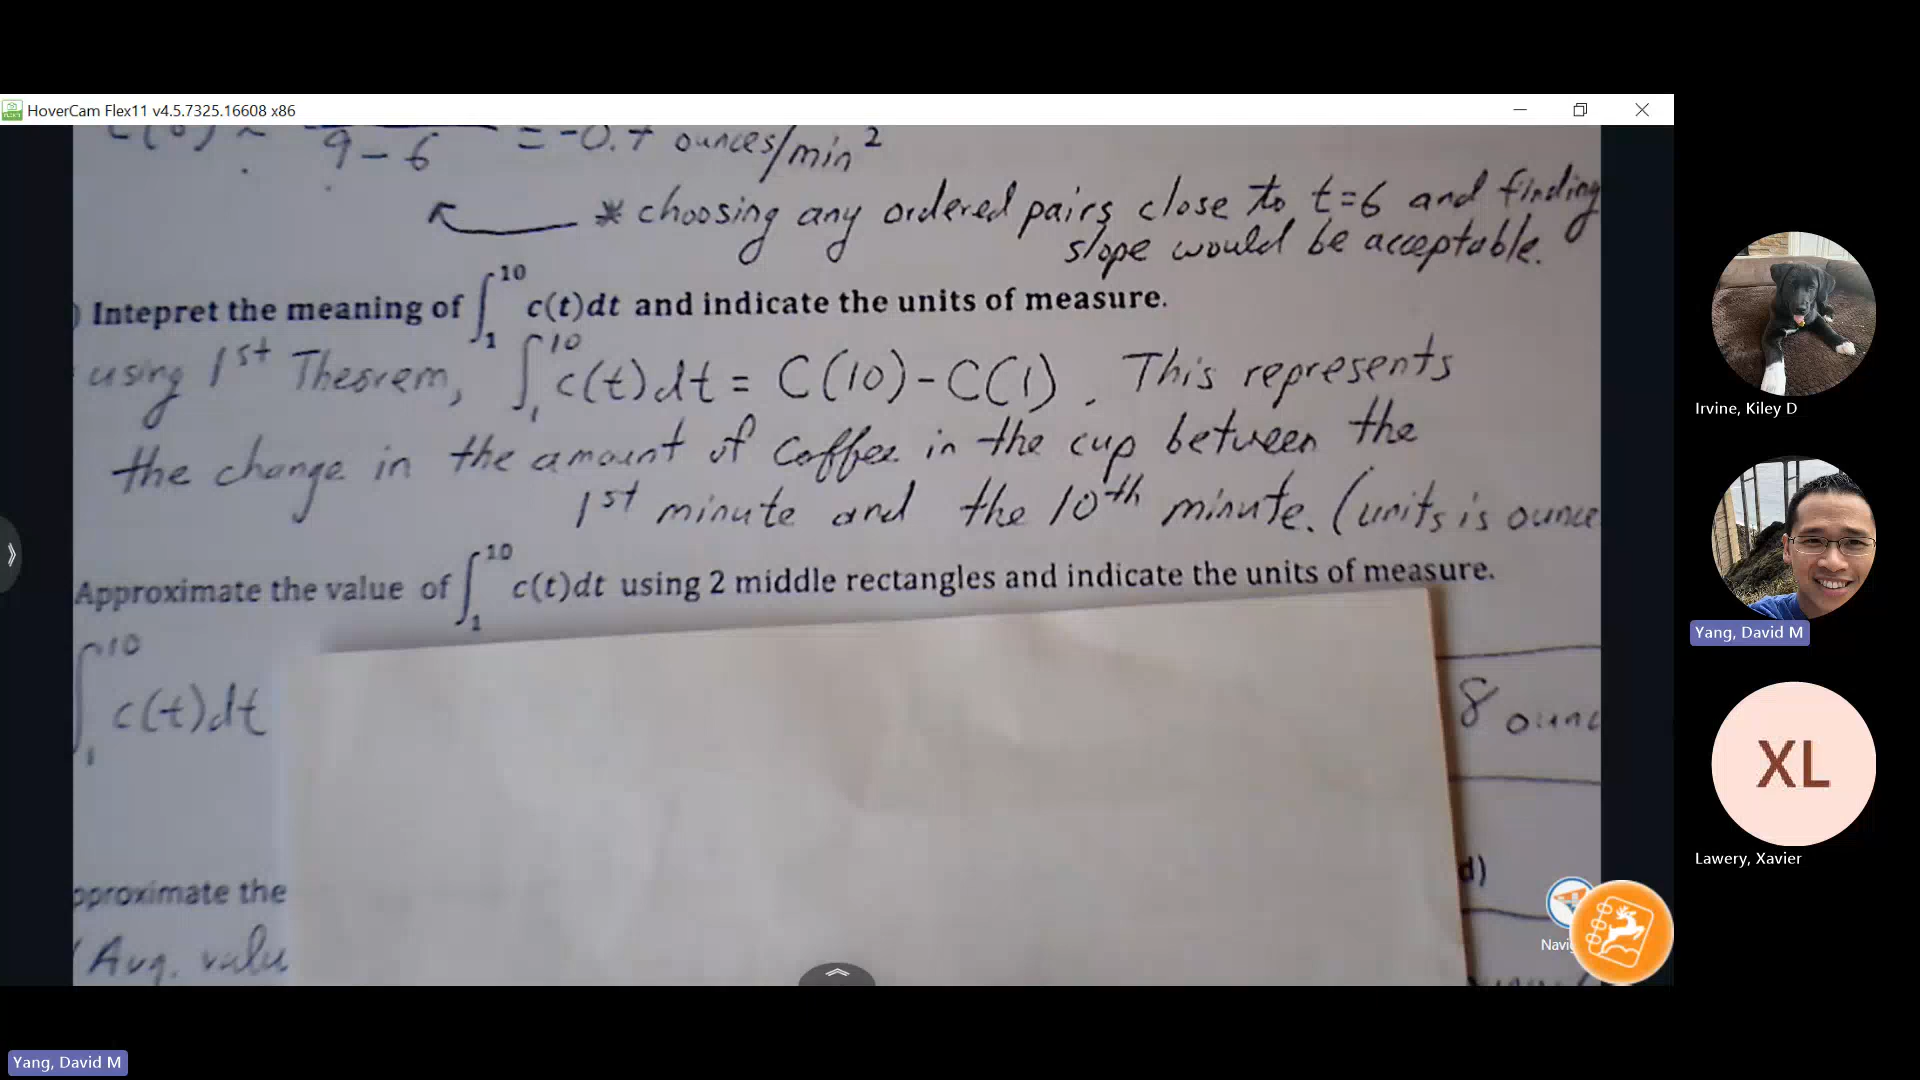 HoverCam Flex11 v4.5.7325.16608 x86
9 - 6 = -0.7 ounces/min²
* choosing any ordered pairs close to t=6 and finding
slope would be acceptable.
) Intepret the meaning of ∫₁¹⁰ c(t)dt and indicate the units of measure.
using 1st Theorem, ∫₁¹⁰ c(t)dt = C(10) - C(1). This represents
the change in the amount of coffee in the cup between the
1st minute and the 10th minute. (units is ounce
Approximate the value of ∫₁¹⁰ c(t)dt using 2 middle rectangles and indicate the units of measure.
∫₁¹⁰ c(t)dt
8 ounc
pproximate the
d)
Avg. valu
Navi
Irvine, Kiley D
Yang, David M
XL
Lawery, Xavier
Yang, David M